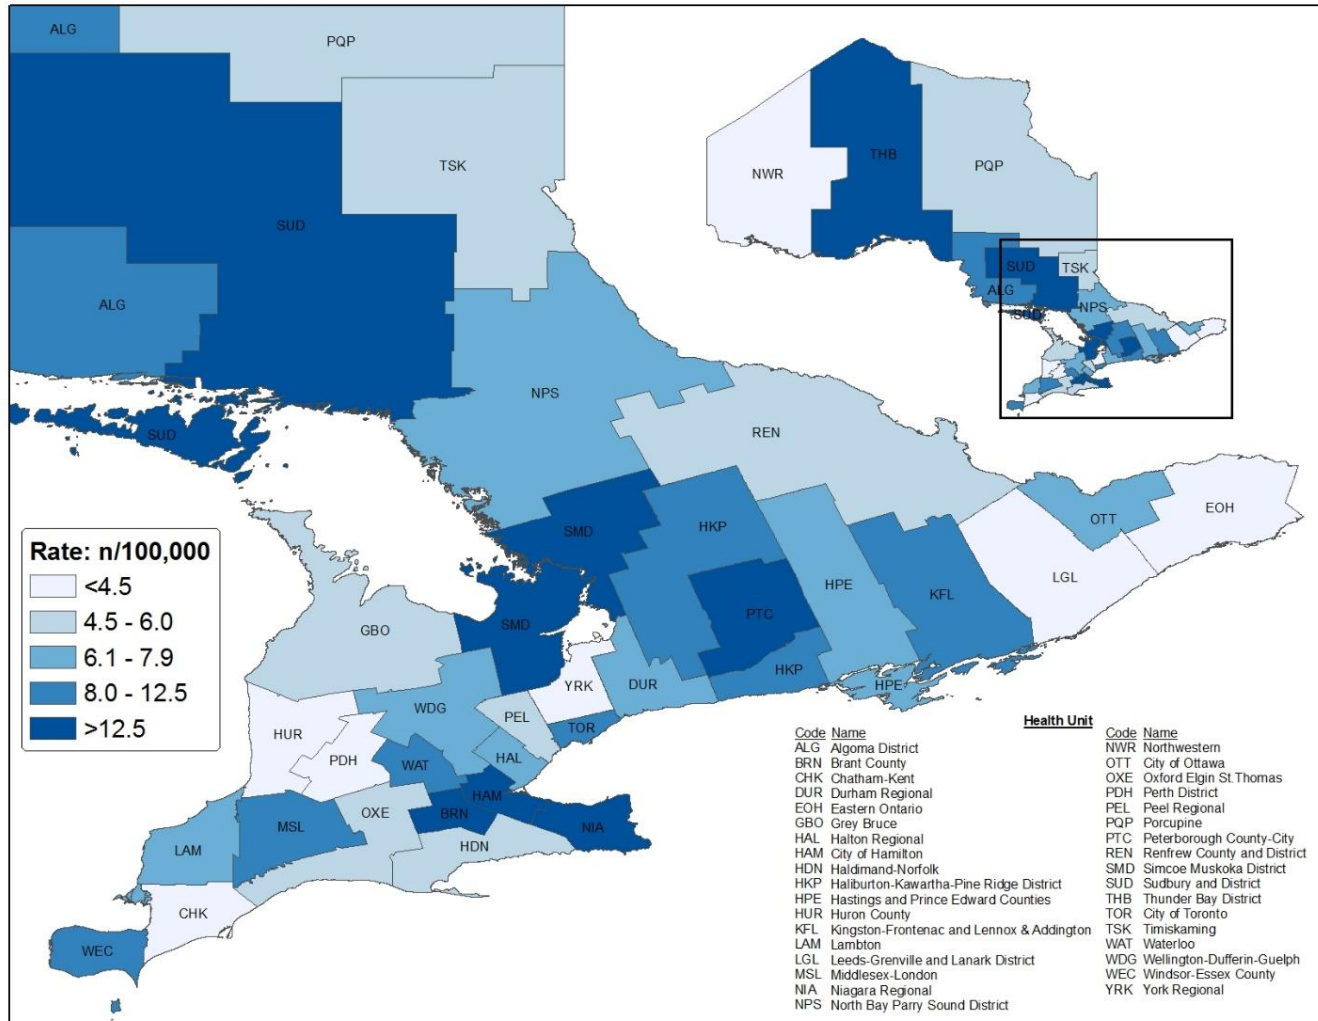 ALG
PQP
TSK
SUD
ALG
NPS
SUD
REN
THB
NWR
PQP
SUD
TSK
ALG
NPS
SUD
Rate: n/100,000
<4.5
4.5 - 6.0
6.1 - 7.9
8.0 - 12.5
>12.5
SMD
HKP
OTT
EOH
LGL
HPE
KFL
PTC
GBO
SMD
HKP
HPE
YRK
DUR
WDG
PEL
TOR
HUR
PDH
WAT
HAL
HAM
OXE
BRN
NIA
MSL
LAM
HDN
CHK
WEC
Health Unit
Code Name
ALG Algoma District
BRN Brant County
CHK Chatham-Kent
DUR Durham Regional
EOH Eastern Ontario
GBO Grey Bruce
HAL Halton Regional
HAM City of Hamilton
HDN Haldimand-Norfolk
HKP Haliburton-Kawartha-Pine Ridge District
HPE Hastings and Prince Edward Counties
HUR Huron County
KFL Kingston-Frontenac and Lennox & Addington
LAM Lambton
LGL Leeds-Grenville and Lanark District
MSL Middlesex-London
NIA Niagara Regional
NPS North Bay Parry Sound District
Code Name
NWR Northwestern
OTT City of Ottawa
OXE Oxford Elgin St.Thomas
PDH Perth District
PEL Peel Regional
PQP Porcupine
PTC Peterborough County-City
REN Renfrew County and District
SMD Simcoe Muskoka District
SUD Sudbury and District
THB Thunder Bay District
TOR City of Toronto
TSK Timiskaming
WAT Waterloo
WDG Wellington-Dufferin-Guelph
WEC Windsor-Essex County
YRK York Regional